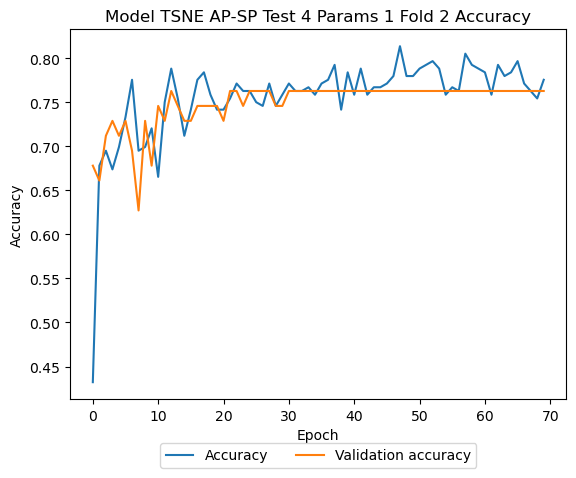 Model TSNE AP-SP Test 4 Params 1 Fold 2 Accuracy
0.80
0.75
0.70
0.65
0.60
0.55
0.50
0.45
Accuracy
0 10 20 30 40 50 60 70
Epoch
Accuracy Validation accuracy